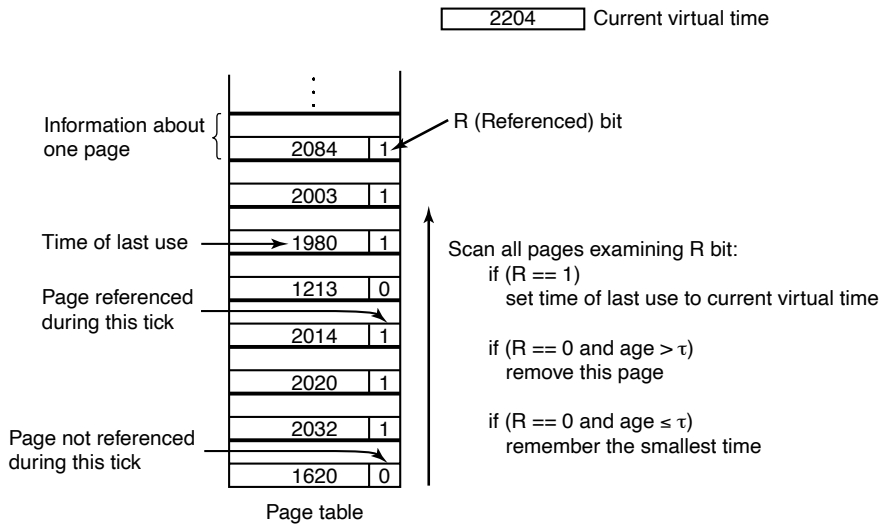 2204 Current virtual time
Information about
one page
R (Referenced) bit
2084 1
2003 1
Time of last use
1980 1
1213 0
Page referenced
during this tick
2014 1
2020 1
2032 1
Page not referenced
during this tick
1620 0
Page table
Scan all pages examining R bit:
if (R == 1)
set time of last use to current virtual time
if (R == 0 and age > τ)
remove this page
if (R == 0 and age ≤ τ)
remember the smallest time